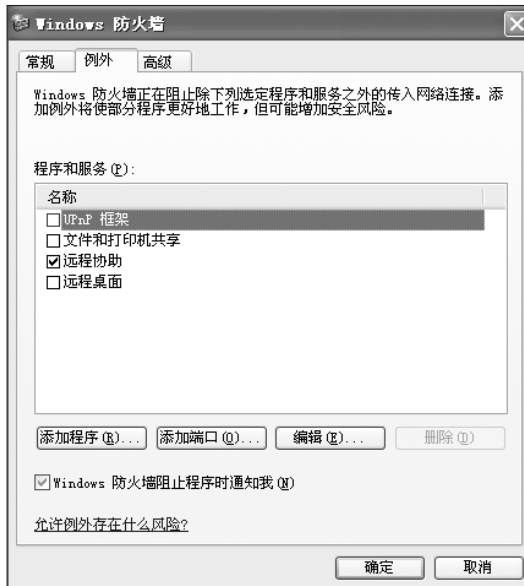 Windows 防火墙
常规 例外 高级
Windows 防火墙正在阻止除下列选定程序和服务之外的传入网络连接。添
加例外将使部分程序更好地工作，但可能增加安全风险。
程序和服务(P):
名称
UPnP 框架
文件和打印机共享
远程协助
远程桌面
添加程序(R)... 添加端口(O)... 编辑(E)... 删除(D)
Windows 防火墙阻止程序时通知我(N)
允许例外存在什么风险?
确定 取消